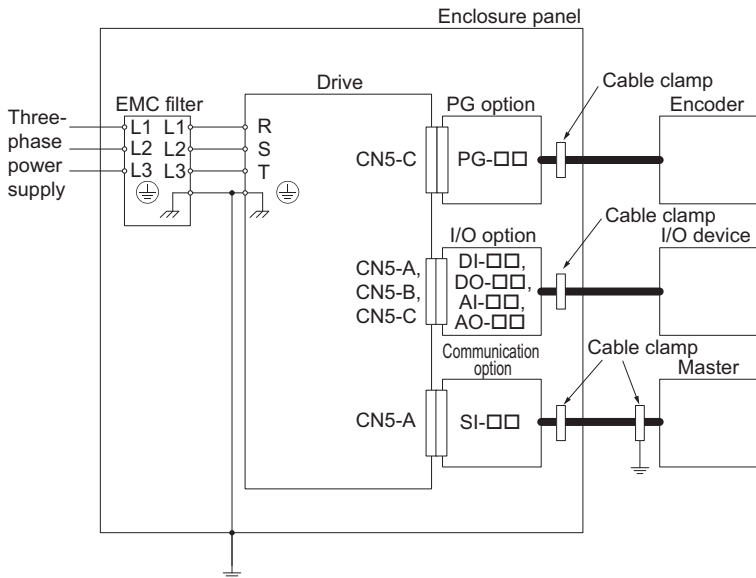 Enclosure panel
Three-
phase
power
supply
EMC filter
L1 L1
L2 L2
L3 L3
Drive
R
S
T
CN5-C
PG option
PG-□□
Cable clamp
Encoder
CN5-A,
CN5-B,
CN5-C
I/O option
DI-□□,
DO-□□,
AI-□□,
AO-□□
Cable clamp
I/O device
CN5-A
Communication
option
SI-□□
Cable clamp
Master